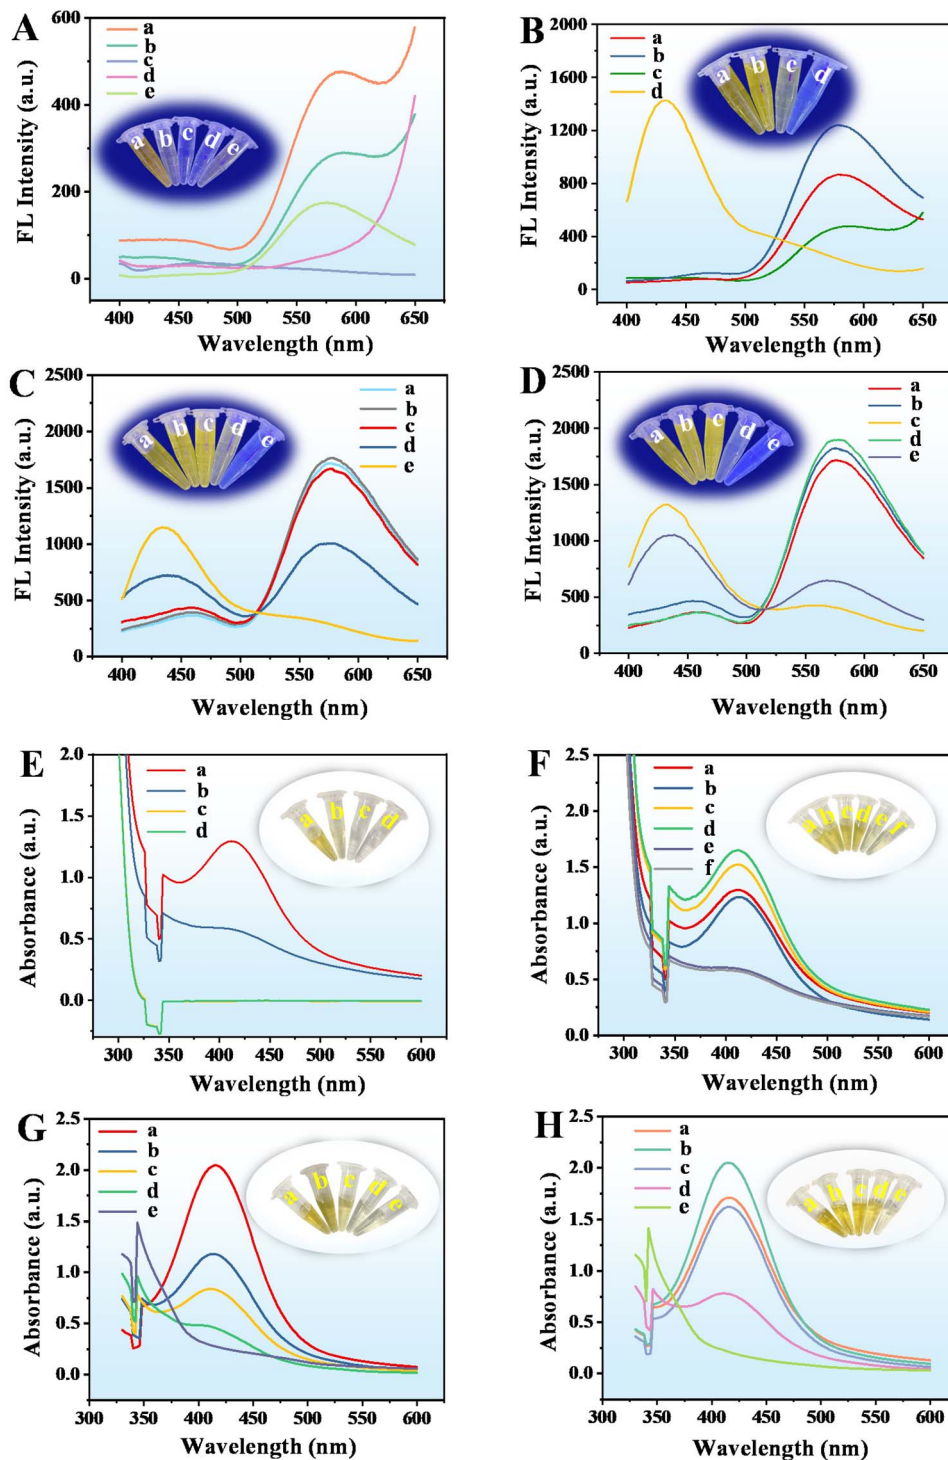 A
a
b
c
d
e
a b c d e
600
400
200
0
FL Intensity (a.u.)
400 450 500 550 600 650
Wavelength (nm)
B
a
b
c
d
a b c d
2000
1600
1200
800
400
0
FL Intensity (a.u.)
400 450 500 550 600 650
Wavelength (nm)
C
a
b
c
d
e
a b c d e
2500
2000
1500
1000
500
0
FL Intensity (a.u.)
400 450 500 550 600 650
Wavelength (nm)
D
a
b
c
d
e
a b c d e
2500
2000
1500
1000
500
0
FL Intensity (a.u.)
400 450 500 550 600 650
Wavelength (nm)
E
a
b
c
d
a b c d
2.0
1.5
1.0
0.5
0.0
Absorbance (a.u.)
300 350 400 450 500 550 600
Wavelength (nm)
F
a
b
c
d
e
f
a b c d e f
2.5
2.0
1.5
1.0
0.5
0.0
Absorbance (a.u.)
300 350 400 450 500 550 600
Wavelength (nm)
G
a
b
c
d
e
a b c d e
2.5
2.0
1.5
1.0
0.5
0.0
Absorbance (a.u.)
300 350 400 450 500 550 600
Wavelength (nm)
H
a
b
c
d
e
a b c d e
2.5
2.0
1.5
1.0
0.5
0.0
Absorbance (a.u.)
300 350 400 450 500 550 600
Wavelength (nm)